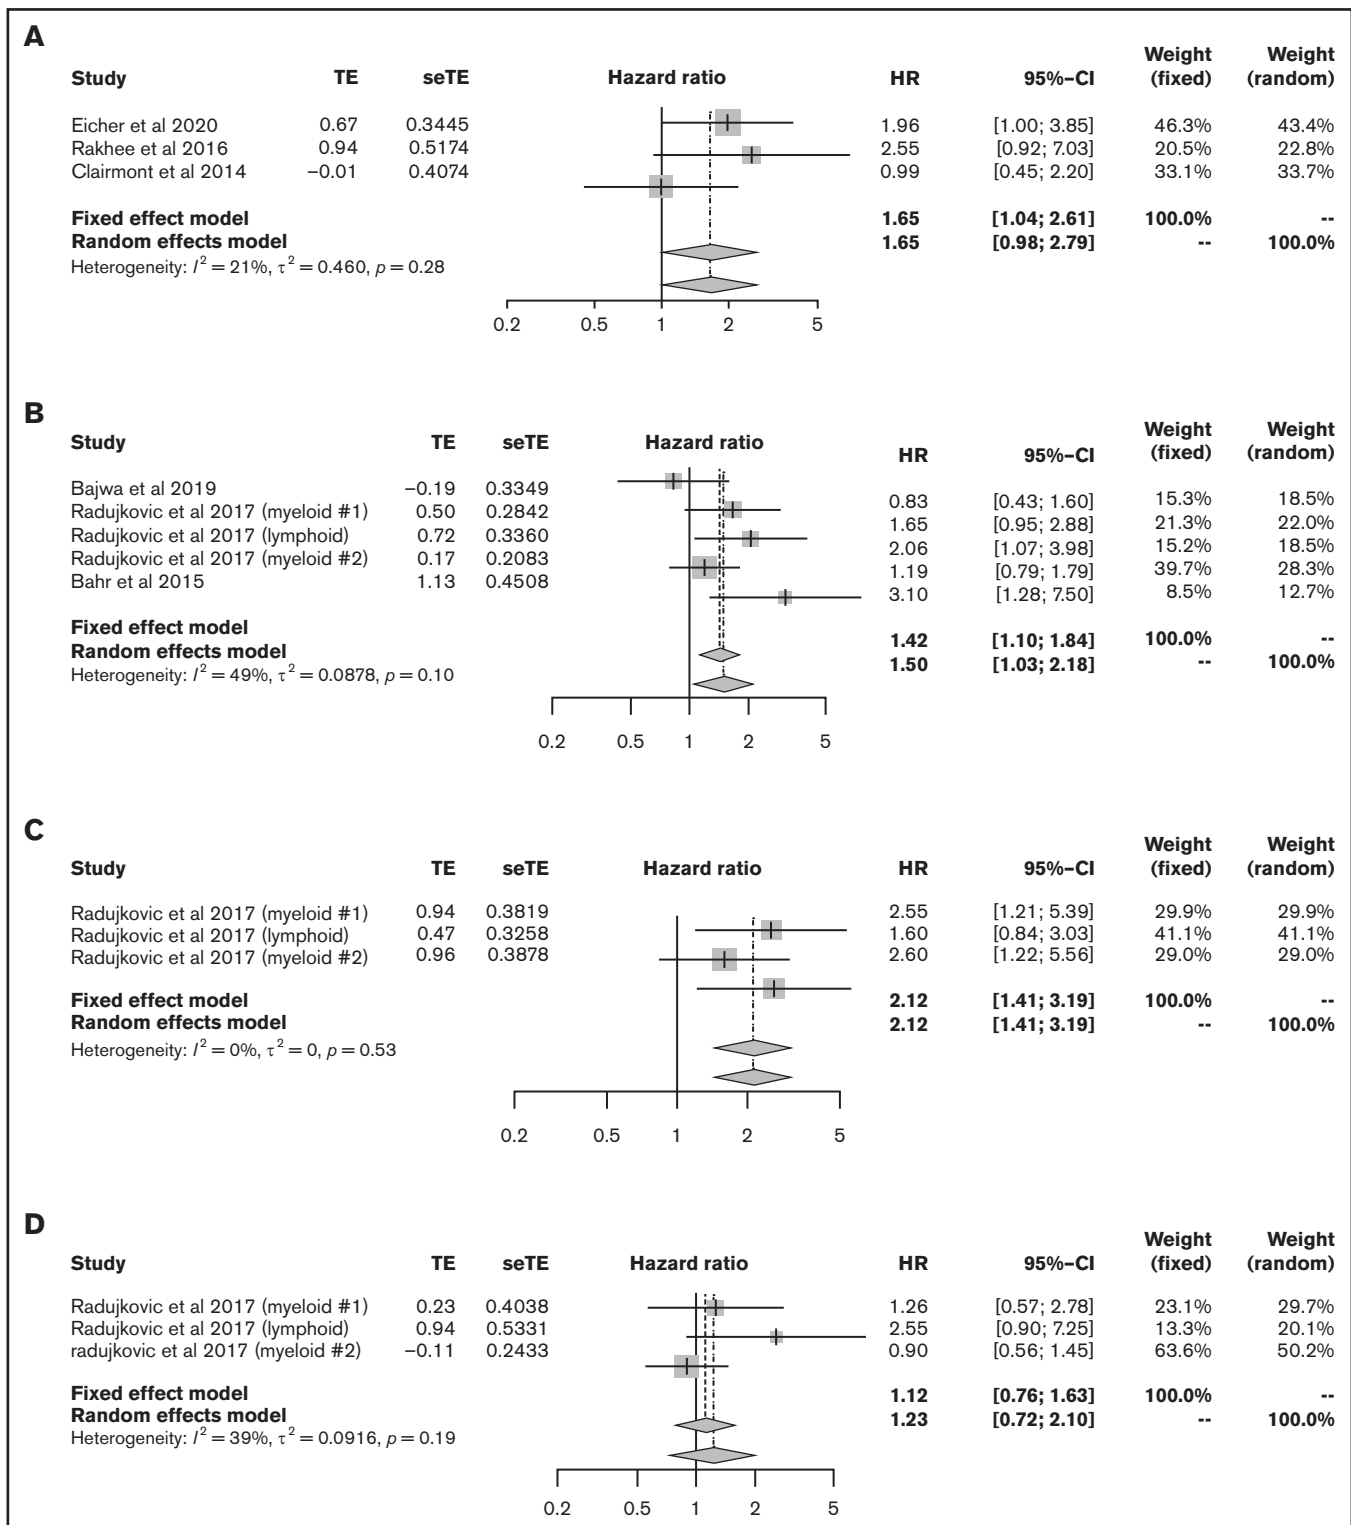 A
Study TE seTE Hazard ratio HR 95%–CI Weight (fixed) Weight (random)
Eicher et al 2020 0.67 0.3445 1.96 [1.00; 3.85] 46.3% 43.4%
Rakhee et al 2016 0.94 0.5174 2.55 [0.92; 7.03] 20.5% 22.8%
Clairmont et al 2014 –0.01 0.4074 0.99 [0.45; 2.20] 33.1% 33.7%
Fixed effect model 1.65 [1.04; 2.61] 100.0% --
Random effects model 1.65 [0.98; 2.79] -- 100.0%
Heterogeneity: I² = 21%, τ² = 0.460, p = 0.28
0.2 0.5 1 2 5
B
Study TE seTE Hazard ratio HR 95%–CI Weight (fixed) Weight (random)
Bajwa et al 2019 –0.19 0.3349 0.83 [0.43; 1.60] 15.3% 18.5%
Radujkovic et al 2017 (myeloid #1) 0.50 0.2842 1.65 [0.95; 2.88] 21.3% 22.0%
Radujkovic et al 2017 (lymphoid) 0.72 0.3360 2.06 [1.07; 3.98] 15.2% 18.5%
Radujkovic et al 2017 (myeloid #2) 0.17 0.2083 1.19 [0.79; 1.79] 39.7% 28.3%
Bahr et al 2015 1.13 0.4508 3.10 [1.28; 7.50] 8.5% 12.7%
Fixed effect model 1.42 [1.10; 1.84] 100.0% --
Random effects model 1.50 [1.03; 2.18] -- 100.0%
Heterogeneity: I² = 49%, τ² = 0.0878, p = 0.10
0.2 0.5 1 2 5
C
Study TE seTE Hazard ratio HR 95%–CI Weight (fixed) Weight (random)
Radujkovic et al 2017 (myeloid #1) 0.94 0.3819 2.55 [1.21; 5.39] 29.9% 29.9%
Radujkovic et al 2017 (lymphoid) 0.47 0.3258 1.60 [0.84; 3.03] 41.1% 41.1%
Radujkovic et al 2017 (myeloid #2) 0.96 0.3878 2.60 [1.22; 5.56] 29.0% 29.0%
Fixed effect model 2.12 [1.41; 3.19] 100.0% --
Random effects model 2.12 [1.41; 3.19] -- 100.0%
Heterogeneity: I² = 0%, τ² = 0, p = 0.53
0.2 0.5 1 2 5
D
Study TE seTE Hazard ratio HR 95%–CI Weight (fixed) Weight (random)
Radujkovic et al 2017 (myeloid #1) 0.23 0.4038 1.26 [0.57; 2.78] 23.1% 29.7%
Radujkovic et al 2017 (lymphoid) 0.94 0.5331 2.55 [0.90; 7.25] 13.3% 20.1%
radujkovic et al 2017 (myeloid #2) –0.11 0.2433 0.90 [0.56; 1.45] 63.6% 50.2%
Fixed effect model 1.12 [0.76; 1.63] 100.0% --
Random effects model 1.23 [0.72; 2.10] -- 100.0%
Heterogeneity: I² = 39%, τ² = 0.0916, p = 0.19
0.2 0.5 1 2 5